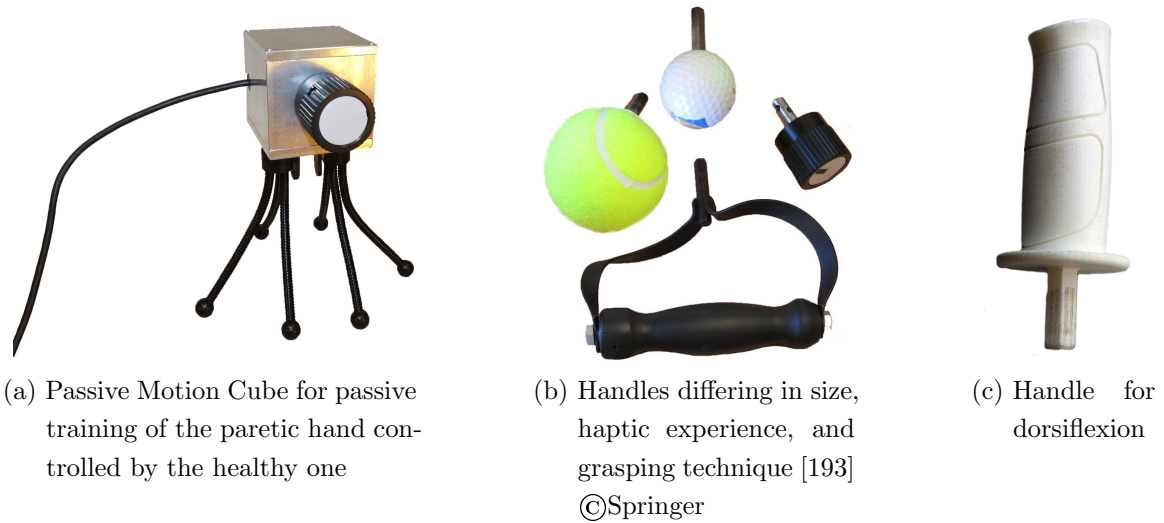 (a) Passive Motion Cube for passive
training of the paretic hand con-
trolled by the healthy one
(b) Handles differing in size,
haptic experience, and
grasping technique [193]
©Springer
(c) Handle for
dorsiflexion